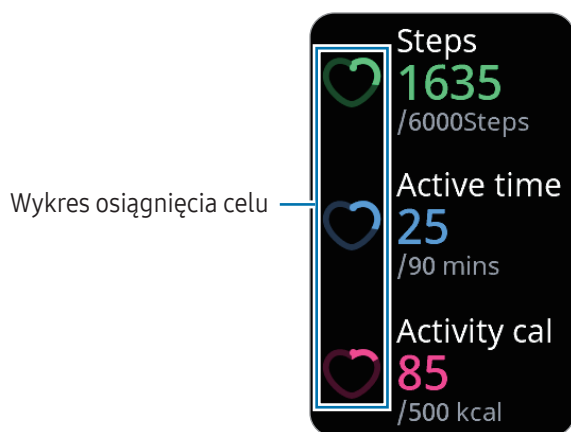 Steps
1635
/6000Steps
Wykres osiągnięcia celu
Active time
25
/90 mins
Activity cal
85
/500 kcal